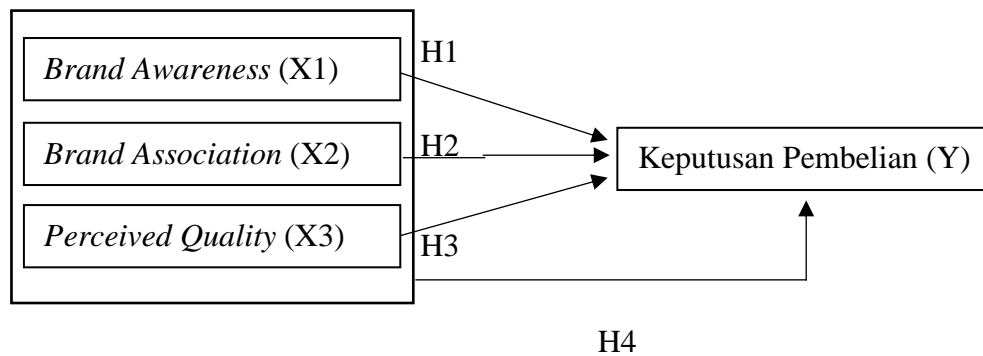 Brand Awareness (X1)
H1
Brand Association (X2)
H2
Keputusan Pembelian (Y)
Perceived Quality (X3)
H3
H4